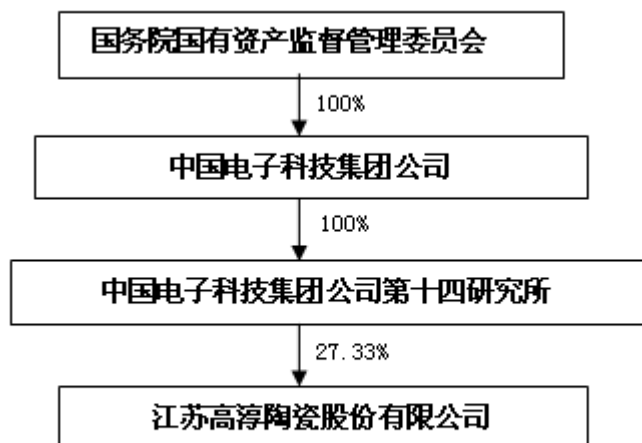 国务院国有资产监督管理委员会
100%
中国电子科技集团公司
100%
中国电子科技集团公司第十四研究所
27.33%
江苏高淳陶瓷股份有限公司